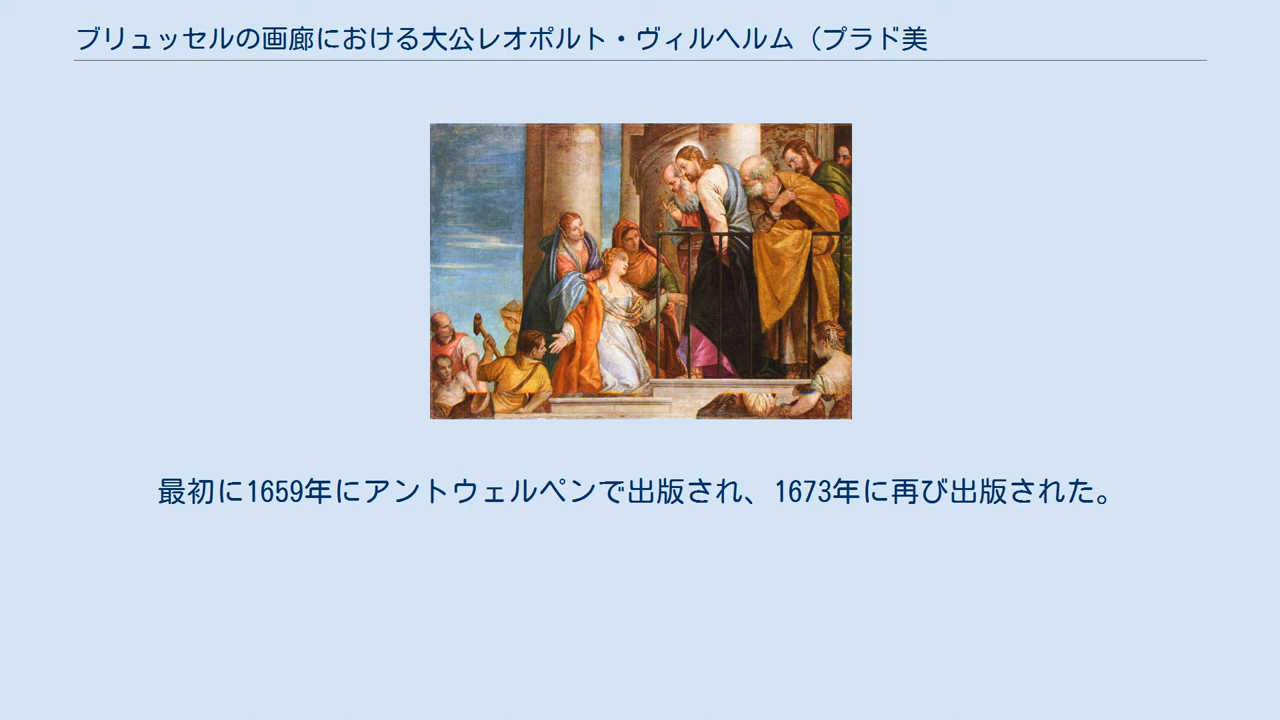 ブリュッセルの画廊における大公レオポルト・ヴィルヘルム（プラド美
最初に1659年にアントウェルペンで出版され、1673年に再び出版された。